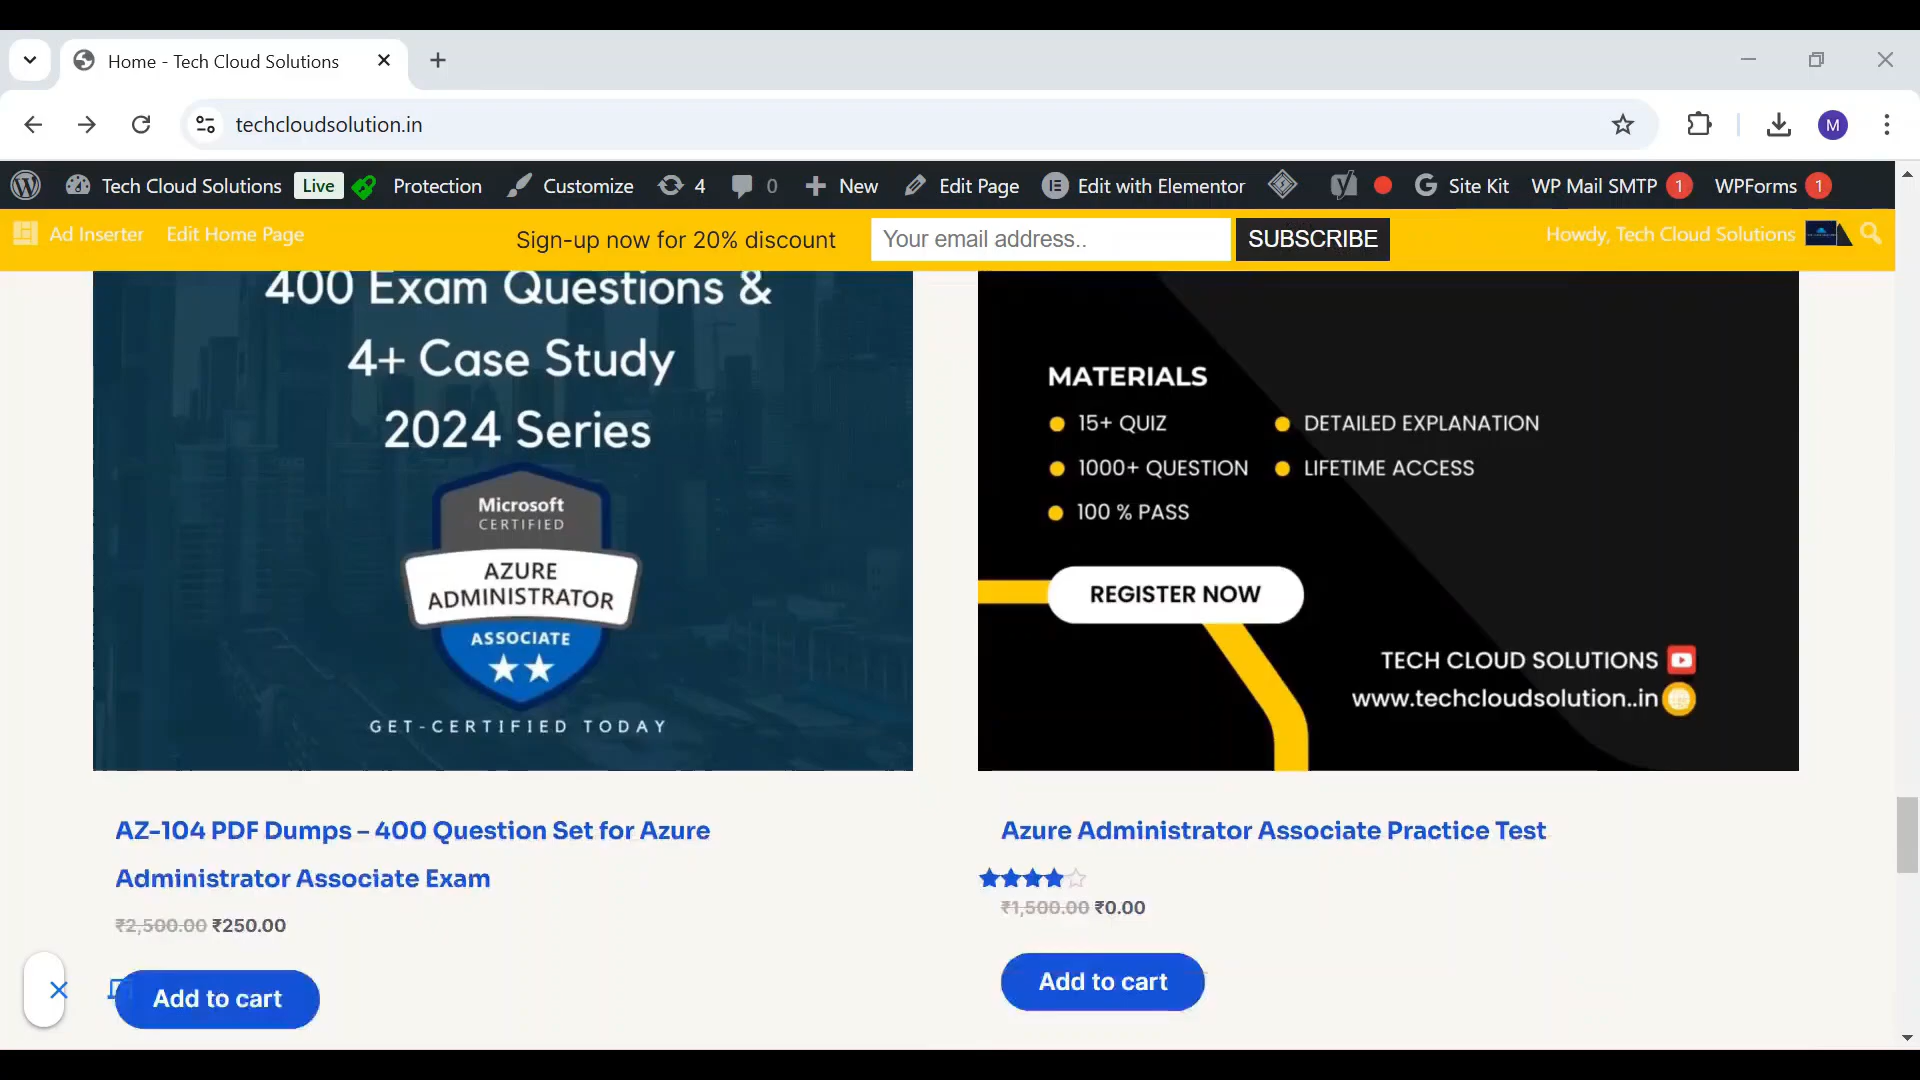 Home - Tech Cloud Solutions
techcloudsolution.in
M
Tech Cloud Solutions Live Protection Customize 4 0 New Edit Page Edit with Elementor Site Kit WP Mail SMTP 1 WPForms 1
Ad Inserter Edit Home Page Sign-up now for 20% discount Your email address.. SUBSCRIBE Howdy, Tech Cloud Solutions
400 Exam Questions &
4+ Case Study
2024 Series
Microsoft
CERTIFIED
AZURE
ADMINISTRATOR
ASSOCIATE
GET-CERTIFIED TODAY
MATERIALS
15+ QUIZ DETAILED EXPLANATION
1000+ QUESTION LIFETIME ACCESS
100 % PASS
REGISTER NOW
TECH CLOUD SOLUTIONS
www.techcloudsolution..in
AZ-104 PDF Dumps – 400 Question Set for Azure
Administrator Associate Exam
₹2,500.00 ₹250.00
Add to cart
Azure Administrator Associate Practice Test
₹1,500.00 ₹0.00
Add to cart